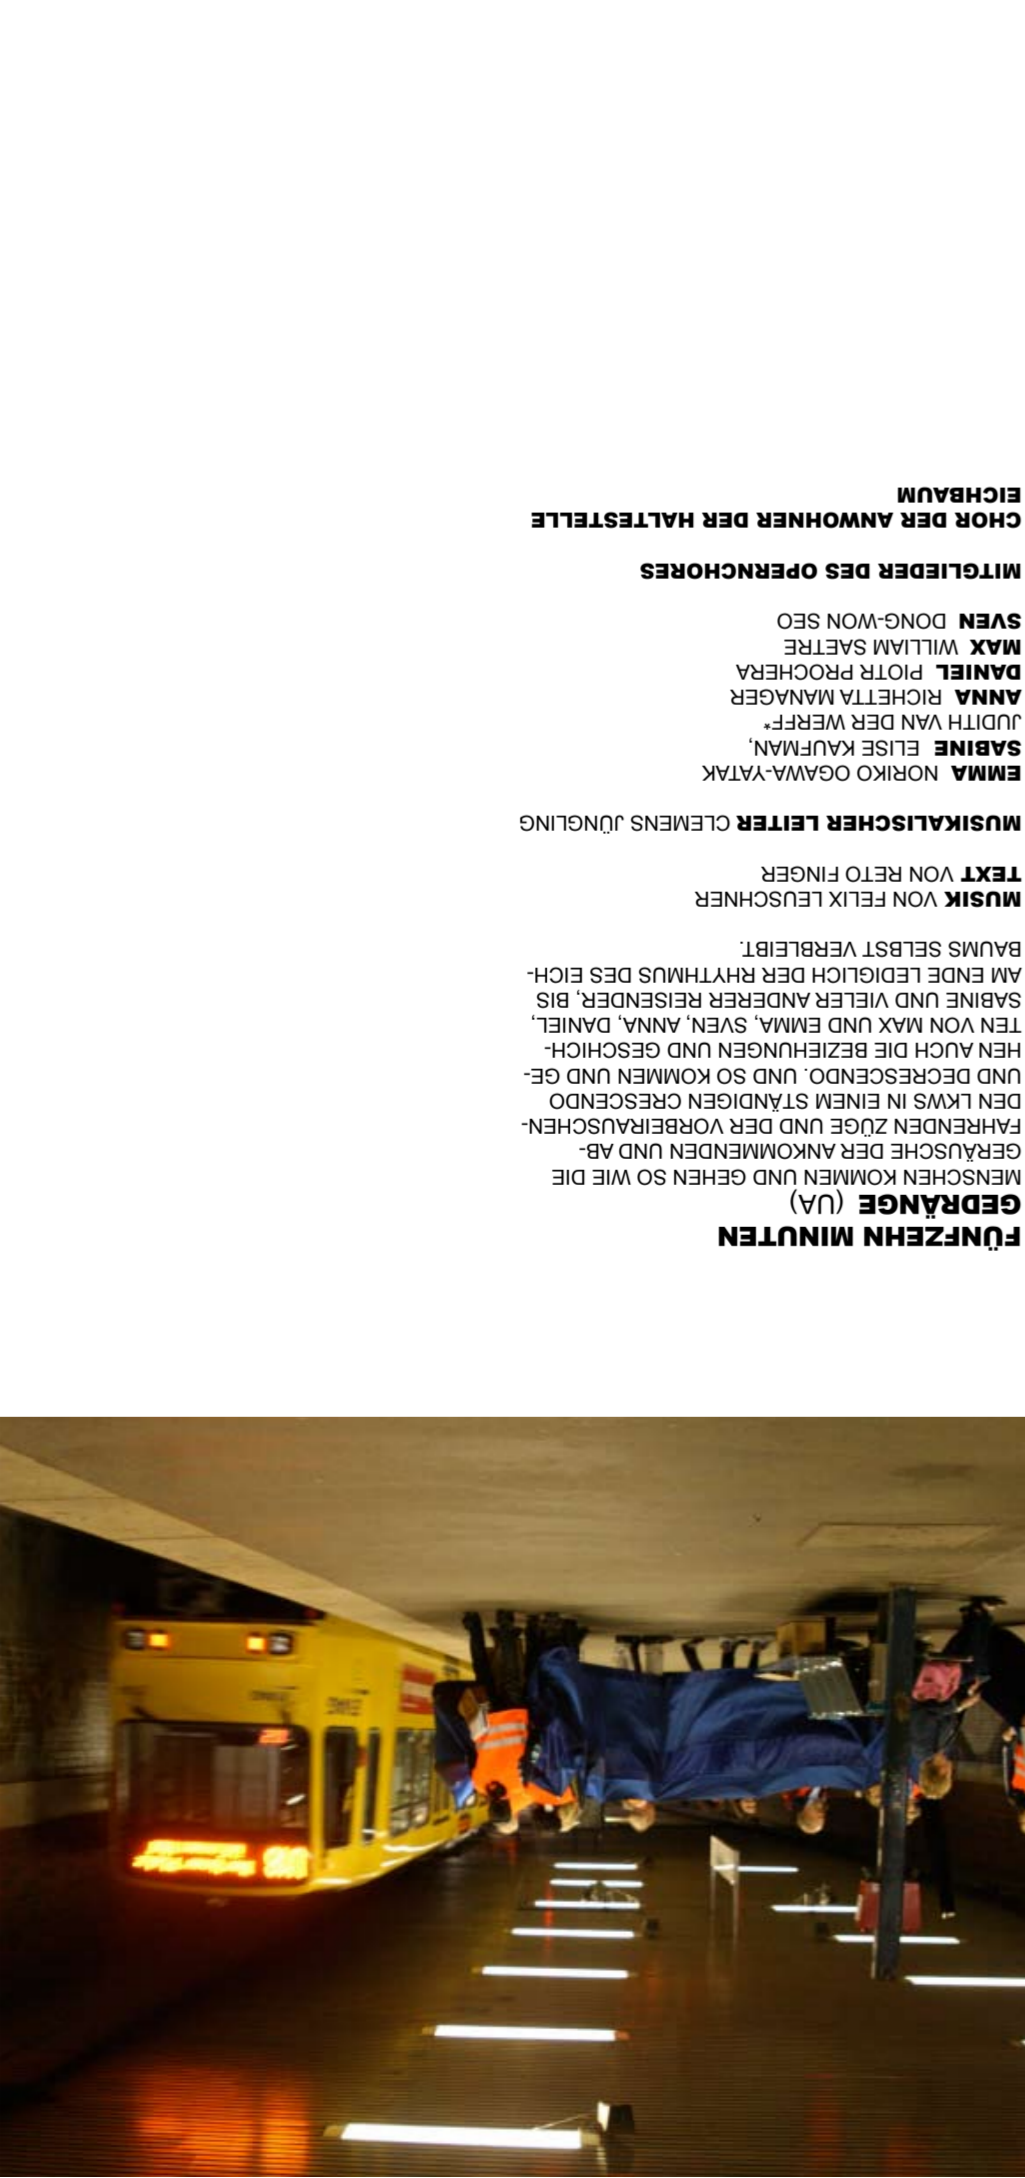 FÜNFZEHN MINUTEN
GEDRÄNGE (UA)
MENSCHEN KOMMEN UND GEHEN SO WIE DIE
GERÄUSCHE DER ANKOMMENDEN UND AB-
FAHRENDEN ZÜGE UND DER VORBEIRAUSCHEN-
DEN LKWS IN EINEM STÄNDIGEN CRESCENDO
UND DECRESCENDO. UND SO KOMMEN UND GE-
HEN AUCH DIE BEZIEHUNGEN UND GESCHICH-
TEN VON MAX UND EMMA, SVEN, ANNA, DANIEL,
SABINE UND VIELER ANDERER REISENDER, BIS
AM ENDE LEDIGLICH DER RHYTHMUS DES EICH-
BAUMS SELBST VERBLEIBT.
MUSIK VON FELIX LEUSCHNER
TEXT VON RETO FINGER
MUSIKALISCHER LEITER CLEMENS JÜNGLING
EMMA NORIKO OGAWA-YATAK
SABINE ELISE KAUFMAN,
JUDITH VAN DER WERFF*
ANNA RICHETTA MANAGER
DANIEL PIOTR PROCHERA
MAX WILLIAM SAETRE
SVEN DONG-WON SEO
MITGLIEDER DES OPERNCHORES
CHOR DER ANWOHNER DER HALTESTELLE
EICHBAUM